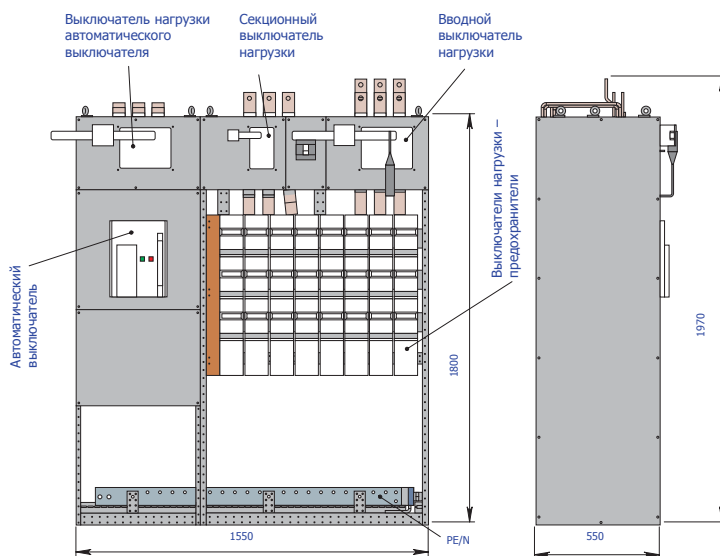 Выключатель нагрузки
автоматического
выключателя
Секционный
выключатель
нагрузки
Вводной
выключатель
нагрузки
Выключатели нагрузки –
предохранители
Автоматический
выключатель
1800
1970
1550
PE/N
550